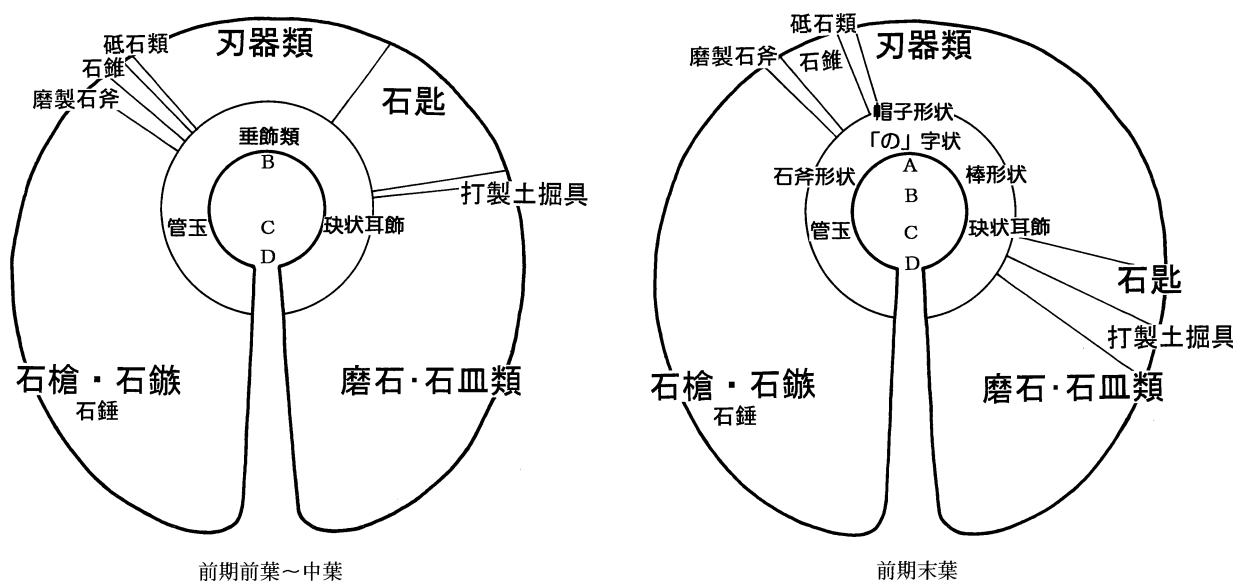 砥石類
刃器類
石錐
磨製石斧
石匙
垂飾類
B
打製土掘具
管玉
C
玦状耳飾
D
石槍・石鏃
石錘
磨石・石皿類
前期前葉～中葉
砥石類
刃器類
磨製石斧
石錐
帽子形状
「の」字状
A
石斧形状
棒形状
B
管玉
C
玦状耳飾
D
石匙
打製土掘具
石槍・石鏃
石錘
磨石・石皿類
前期末葉